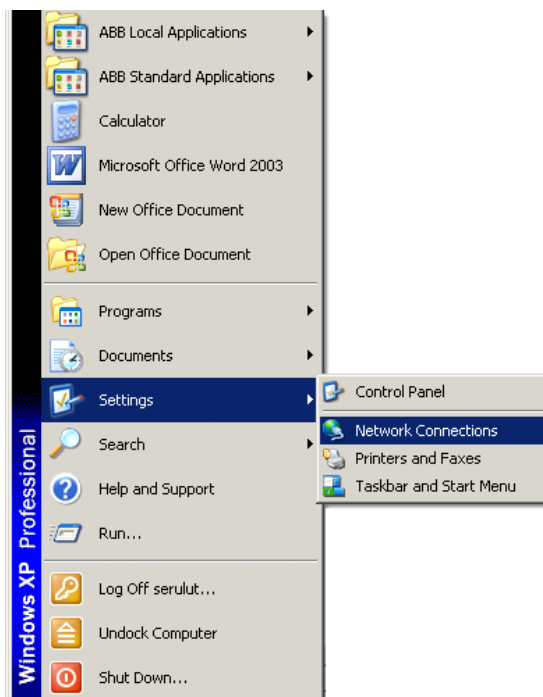 ABB Local Applications
ABB Standard Applications
Calculator
Microsoft Office Word 2003
New Office Document
Open Office Document
Programs
Documents
Settings
Search
Help and Support
Run...
Log Off serulut...
Undock Computer
Shut Down...
Control Panel
Network Connections
Printers and Faxes
Taskbar and Start Menu
Windows XP Professional